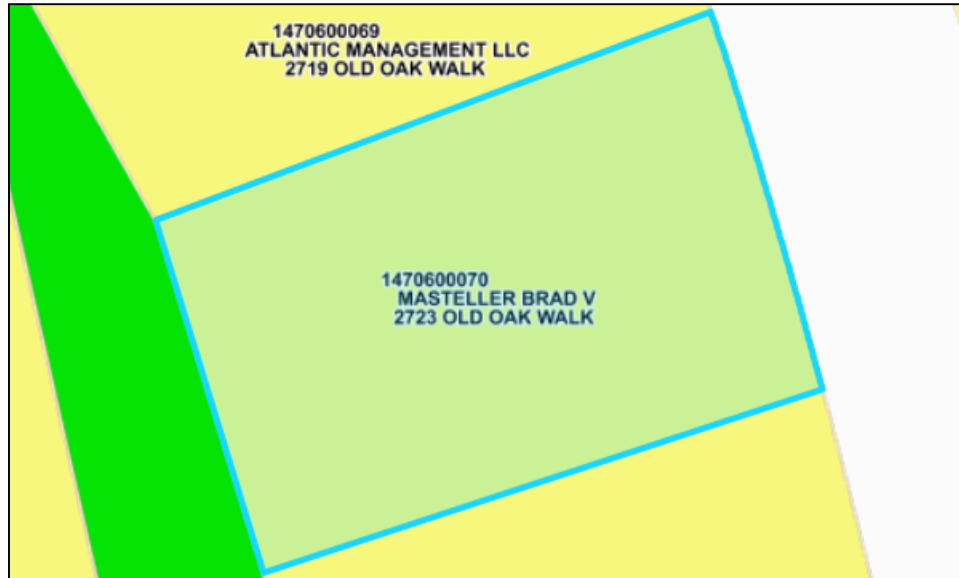 1470600069
ATLANTIC MANAGEMENT LLC
2719 OLD OAK WALK
1470600070
MASTELLER BRAD V
2723 OLD OAK WALK